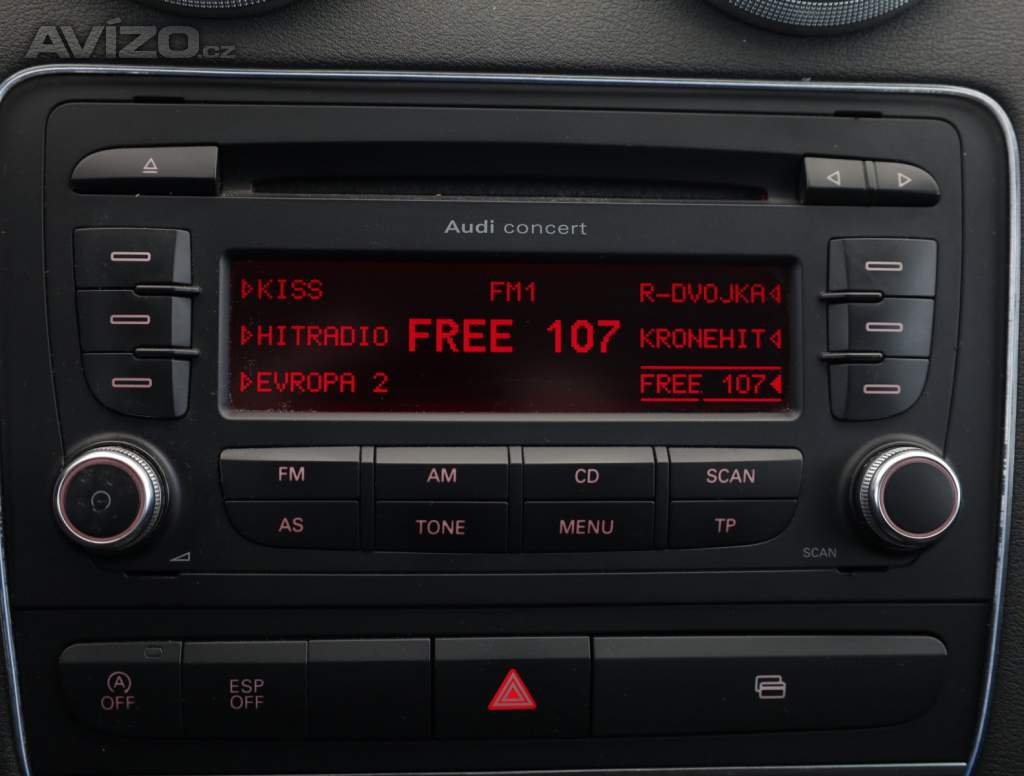 AVÍZO.cz
Audi concert
KISS FM1 R-DVOJKA
HITRADIO FREE 107 KRONEHIT
EVROPA 2 FREE 107
FM AM CD SCAN
AS TONE MENU TP
SCAN
A
OFF
ESP
OFF